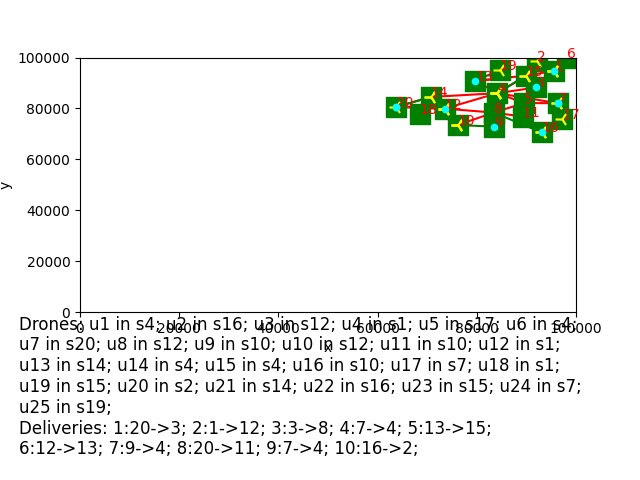 100000
80000
60000
40000
20000
0
y
0 20000 40000 60000 80000 100000
x
2
6
19
Drones: u1 in s4; u2 in s16; u3 in s12; u4 in s1; u5 in s17; u6 in s4;
u7 in s20; u8 in s12; u9 in s10; u10 in s12; u11 in s10; u12 in s1;
u13 in s14; u14 in s4; u15 in s4; u16 in s10; u17 in s7; u18 in s1;
u19 in s15; u20 in s2; u21 in s14; u22 in s16; u23 in s15; u24 in s7;
u25 in s19;
Deliveries: 1:20->3; 2:1->12; 3:3->8; 4:7->4; 5:13->15;
6:12->13; 7:9->4; 8:20->11; 9:7->4; 10:16->2;